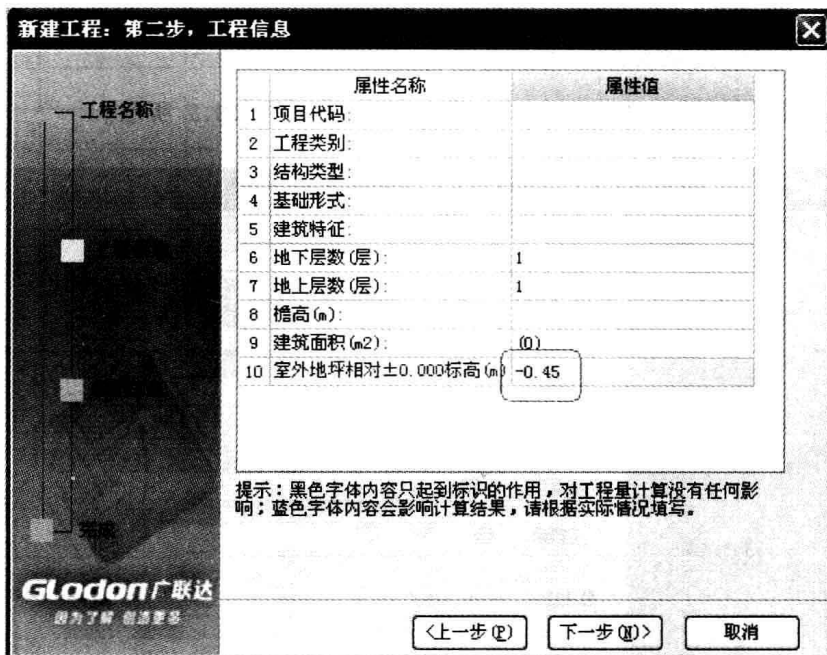 新建工程：第二步，工程信息
工程名称
完成
属性名称 属性值
1 项目代码:
2 工程类别:
3 结构类型:
4 基础形式:
5 建筑特征:
6 地下层数(层): 1
7 地上层数(层): 1
8 檐高(m):
9 建筑面积(m2): (0)
10 室外地坪相对±0.000标高(m) -0.45
提示：黑色字体内容只起到标识的作用，对工程量计算没有任何影
响；蓝色字体内容会影响计算结果，请根据实际情况填写。
GLodon广联达
因为了解 创造更多
<上一步(P) 下一步(N)> 取消